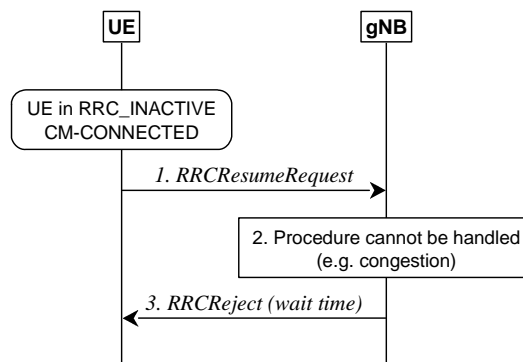 UE
gNB
UE in RRC_INACTIVE
CM-CONNECTED
1. RRCResumeRequest
2. Procedure cannot be handled
(e.g. congestion)
3. RRCReject (wait time)